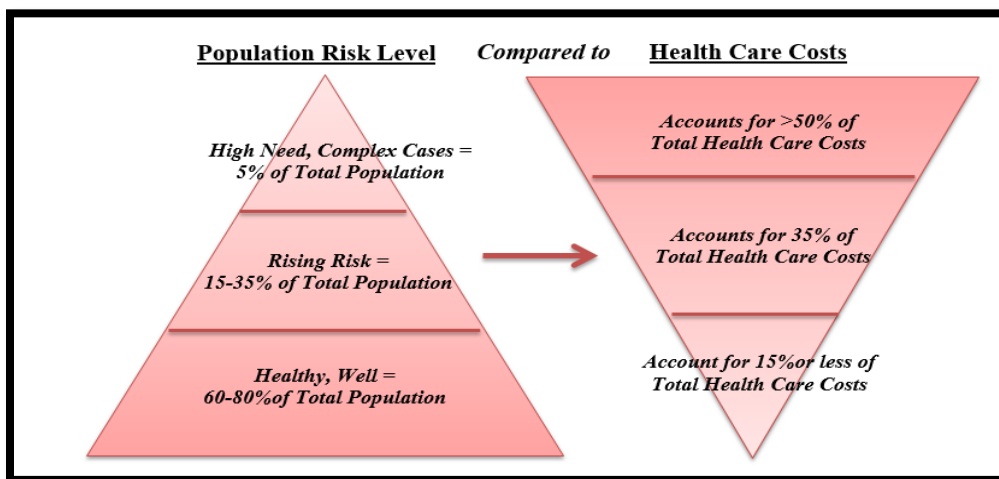 Population Risk Level Compared to Health Care Costs
High Need, Complex Cases =
5% of Total Population
Rising Risk =
15-35% of Total Population
Healthy, Well =
60-80%of Total Population
Accounts for >50% of
Total Health Care Costs
Accounts for 35% of
Total Health Care Costs
Account for 15%or less of
Total Health Care Costs